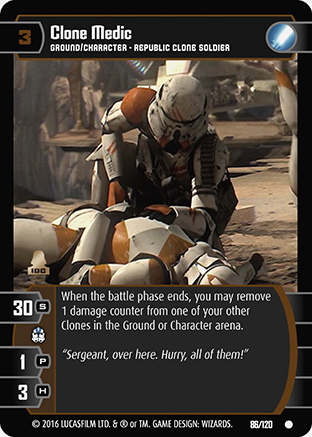 3
Clone Medic
GROUND/CHARACTER - REPUBLIC CLONE SOLDIER
IDC
30 S
1 P
3 H
When the battle phase ends, you may remove
1 damage counter from one of your other
Clones in the Ground or Character arena.
“Sergeant, over here. Hurry, all of them!”
© 2016 LUCASFILM LTD. & ® or TM. GAME DESIGN: WIZARDS. 86/120